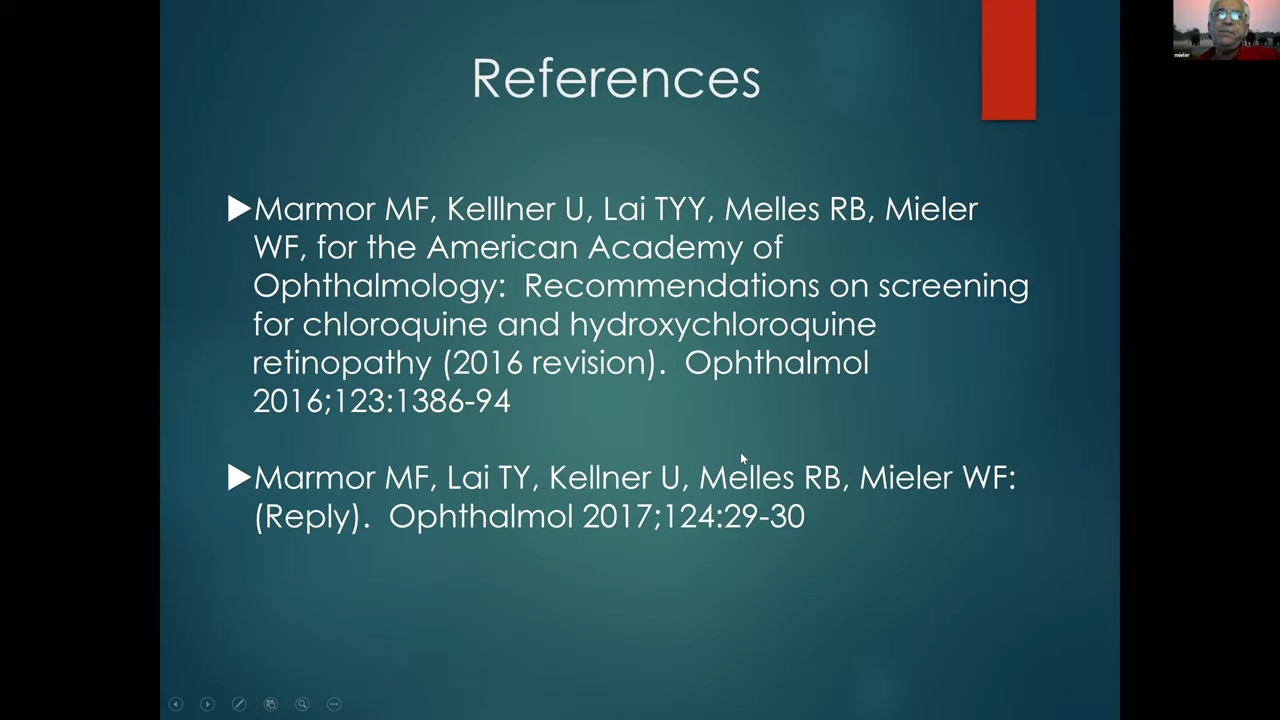 References
mieler
▶Marmor MF, Kelllner U, Lai TYY, Melles RB, Mieler
WF, for the American Academy of
Ophthalmology: Recommendations on screening
for chloroquine and hydroxychloroquine
retinopathy (2016 revision). Ophthalmol
2016;123:1386-94
▶Marmor MF, Lai TY, Kellner U, Melles RB, Mieler WF:
(Reply). Ophthalmol 2017;124:29-30